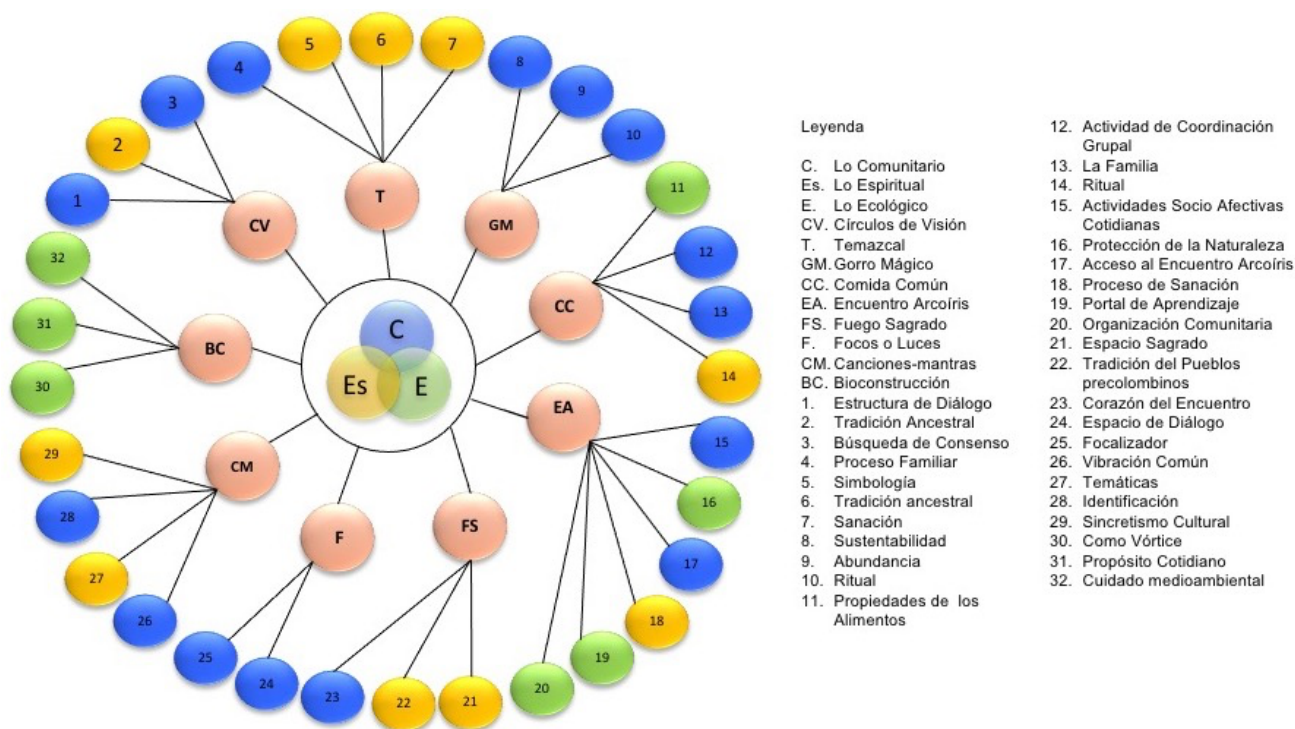 5
6
7
4
8
3
9
2
10
1
11
T
CV
GM
32
12
CC
31
13
BC
C
30
Es
E
14
EA
29
15
CM
28
16
F
FS
27
17
26
18
25
19
24
23
22
21
20
Leyenda
C. Lo Comunitario
Es. Lo Espiritual
E. Lo Ecológico
CV. Círculos de Visión
T. Temazcal
GM. Gorro Mágico
CC. Comida Común
EA. Encuentro Arcoíris
FS. Fuego Sagrado
F. Focos o Luces
CM. Canciones-mantras
BC. Bioconstrucción
1. Estructura de Diálogo
2. Tradición Ancestral
3. Búsqueda de Consenso
4. Proceso Familiar
5. Simbología
6. Tradición ancestral
7. Sanación
8. Sustentabilidad
9. Abundancia
10. Ritual
11. Propiedades de los
Alimentos
12. Actividad de Coordinación
Grupal
13. La Familia
14. Ritual
15. Actividades Socio Afectivas
Cotidianas
16. Protección de la Naturaleza
17. Acceso al Encuentro Arcoíris
18. Proceso de Sanación
19. Portal de Aprendizaje
20. Organización Comunitaria
21. Espacio Sagrado
22. Tradición del Pueblos
precolombinos
23. Corazón del Encuentro
24. Espacio de Diálogo
25. Focalizador
26. Vibración Común
27. Temáticas
28. Identificación
29. Sincretismo Cultural
30. Como Vórtice
31. Propósito Cotidiano
32. Cuidado medioambiental